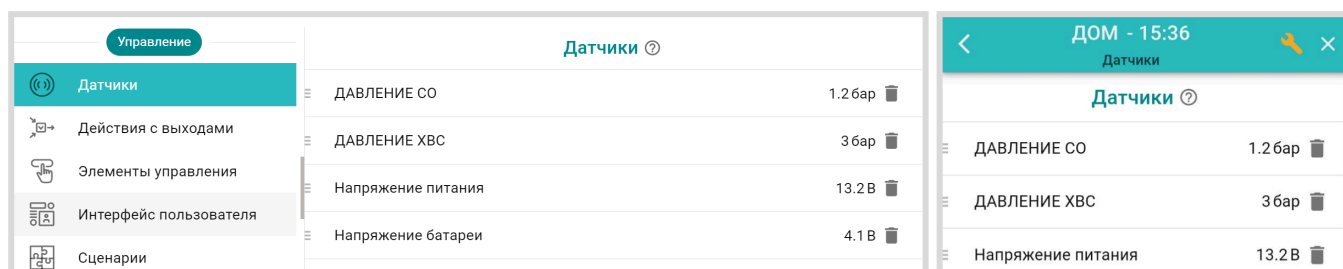 Управление
Датчики
Действия с выходами
Элементы управления
Интерфейс пользователя
Сценарии
Датчики ?
ДАВЛЕНИЕ СО 1.2 бар
ДАВЛЕНИЕ ХВС 3 бар
Напряжение питания 13.2 В
Напряжение батареи 4.1 В
ДОМ - 15:36
Датчики
Датчики ?
ДАВЛЕНИЕ СО 1.2 бар
ДАВЛЕНИЕ ХВС 3 бар
Напряжение питания 13.2 В